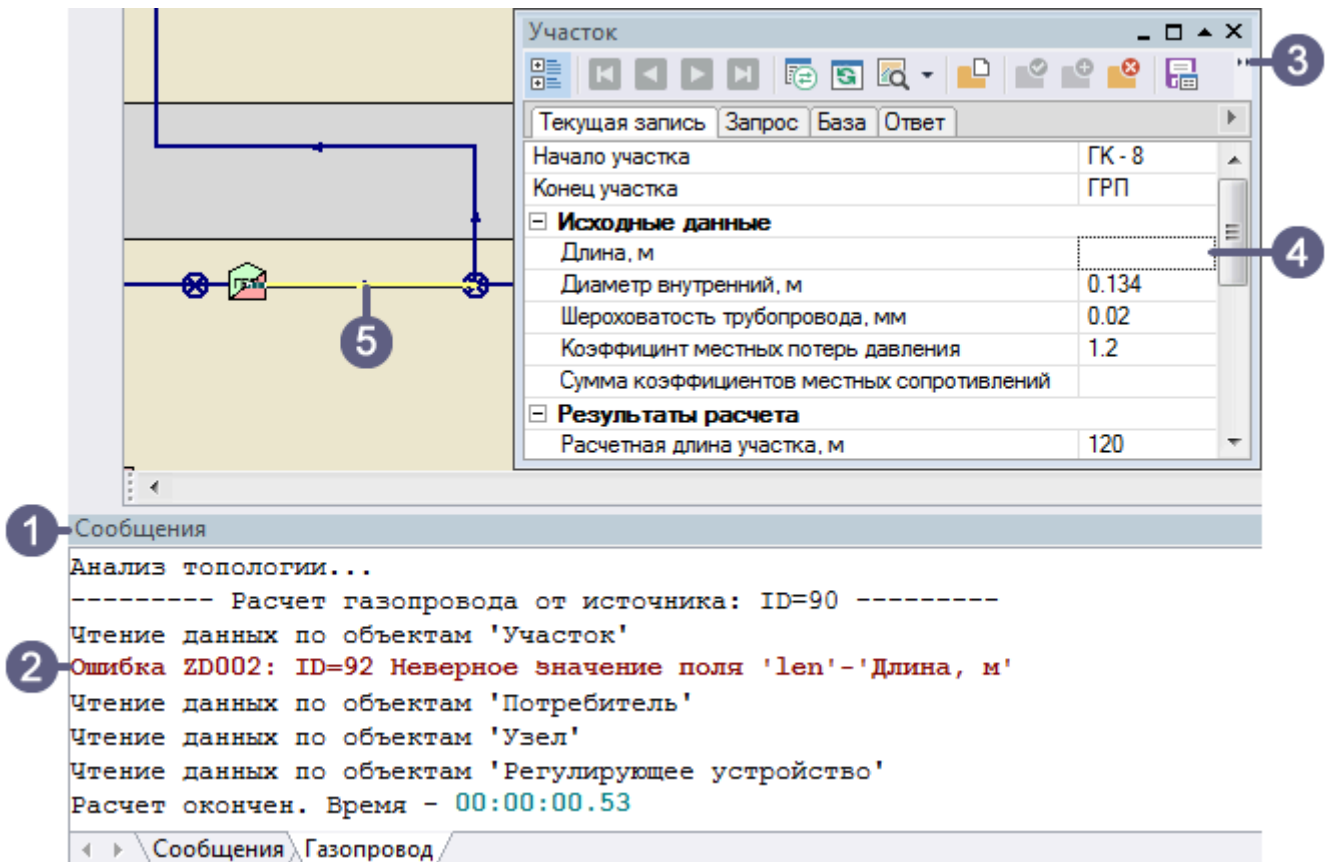 Участок
3
Текущая запись Запрос База Ответ
Начало участка ГК - 8
Конец участка ГРП
Исходные данные
Длина, м
4
Диаметр внутренний, м 0.134
Шероховатость трубопровода, мм 0.02
5
Коэффицинт местных потерь давления 1.2
Сумма коэффициентов местных сопротивлений
Результаты расчета
Расчетная длина участка, м 120
1 Сообщения
Анализ топологии...
--------- Расчет газопровода от источника: ID=90 ---------
Чтение данных по объектам 'Участок'
2 Ошибка ZD002: ID=92 Неверное значение поля 'len'-'Длина, м'
Чтение данных по объектам 'Потребитель'
Чтение данных по объектам 'Узел'
Чтение данных по объектам 'Регулирующее устройство'
Расчет окончен. Время - 00:00:00.53
Сообщения Газопровод